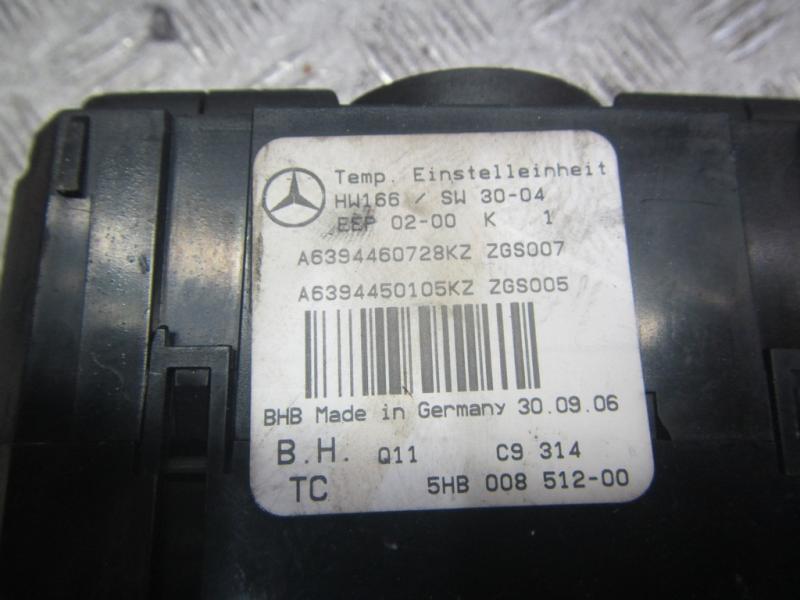 Temp. Einstelleinheit
HW166 / SW 30-04
EEP 02-00 K 1
A6394460728KZ ZGS007
A6394450105KZ ZGS005
BHB Made in Germany 30.09.06
B.H. Q11 C9 314
TC 5HB 008 512-00